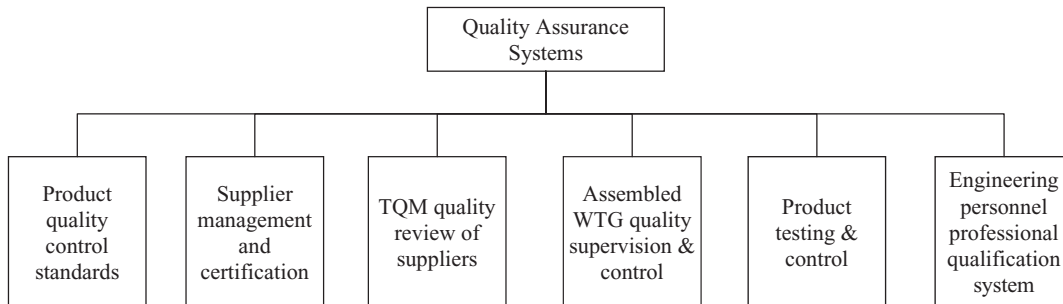 Quality Assurance
Systems
Product
quality
control
standards
Supplier
management
and
certification
TQM quality
review of
suppliers
Assembled
WTG quality
supervision &
control
Product
testing &
control
Engineering
personnel
professional
qualification
system